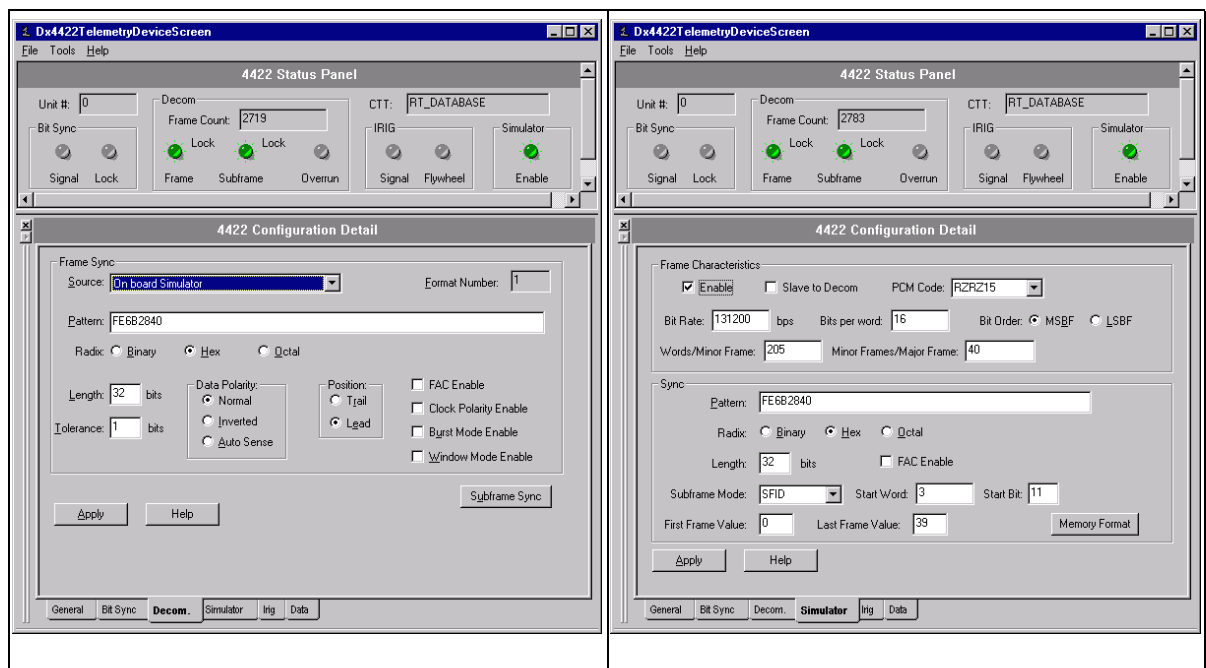 Dx4422TelemetryDeviceScreen
File Tools Help
4422 Status Panel
Unit #: 0
Decom
Frame Count: 2719
CTT: RT_DATABASE
Bit Sync
Signal Lock
Lock Lock
Frame Subframe Overrun
IRIG
Signal Flywheel
Simulator
Enable
4422 Configuration Detail
Frame Sync
Source: On board Simulator
Format Number: 1
Pattern: FE6B2840
Radix: Binary Hex Octal
Length: 32 bits
Tolerance: 1 bits
Data Polarity:
Normal
Inverted
Auto Sense
Position:
Trail
Lead
FAC Enable
Clock Polarity Enable
Burst Mode Enable
Window Mode Enable
Subframe Sync
Apply Help
General Bit Sync Decom. Simulator Irig Data
Dx4422TelemetryDeviceScreen
File Tools Help
4422 Status Panel
Unit #: 0
Decom
Frame Count: 2783
CTT: RT_DATABASE
Bit Sync
Signal Lock
Lock Lock
Frame Subframe Overrun
IRIG
Signal Flywheel
Simulator
Enable
4422 Configuration Detail
Frame Characteristics
Enable Slave to Decom PCM Code: RZRZ15
Bit Rate: 131200 bps Bits per word: 16 Bit Order: MSBF LSBF
Words/Minor Frame: 205 Minor Frames/Major Frame: 40
Sync
Pattern: FE6B2840
Radix: Binary Hex Octal
Length: 32 bits FAC Enable
Subframe Mode: SFID Start Word: 3 Start Bit: 11
First Frame Value: 0 Last Frame Value: 39 Memory Format
Apply Help
General Bit Sync Decom. Simulator Irig Data